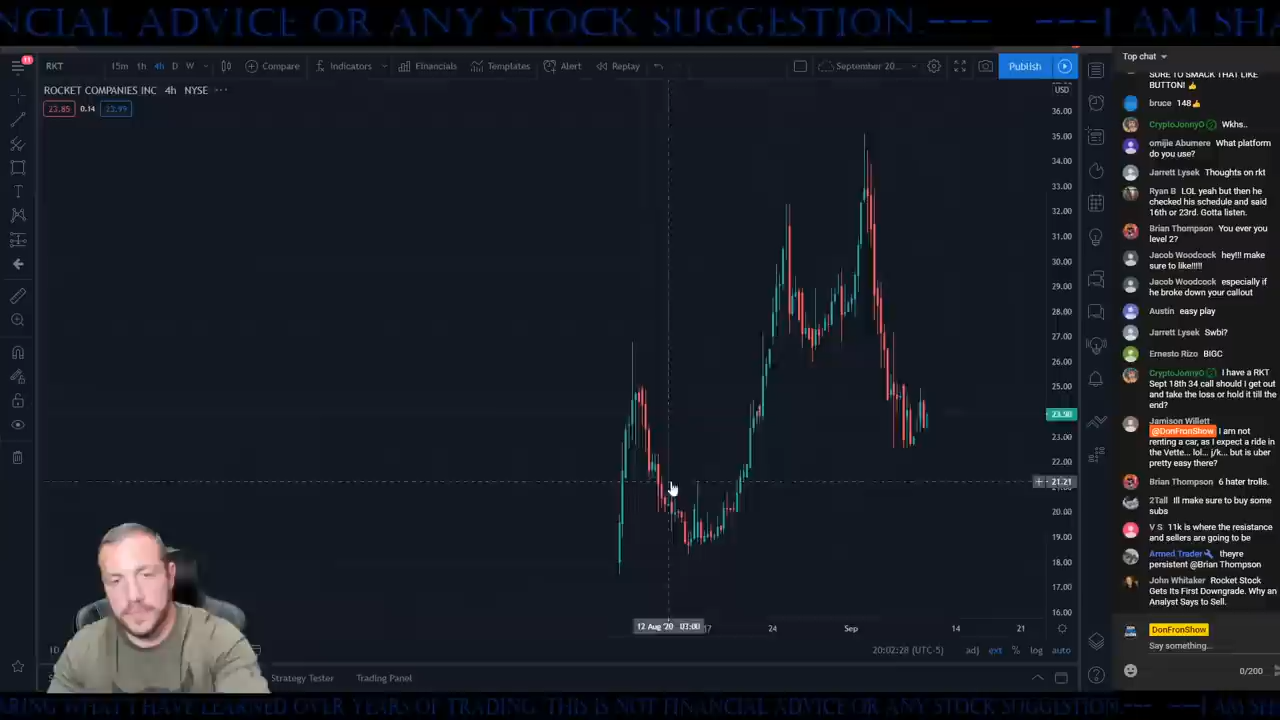 NCIAL ADVICE OR ANY STOCK SUGGESTION.--- ---I AM SHA
11
RKT
15m 1h 4h D W
Compare
Indicators
Financials
Templates
Alert
Replay
September 20...
Publish
ROCKET COMPANIES INC 4h NYSE ...
23.85 0.14 23.99
USD
36.00
35.00
34.00
33.00
32.00
31.00
30.00
29.00
28.00
27.00
26.00
25.00
23.90
23.00
22.00
21.21
20.00
19.00
18.00
17.00
16.00
12 Aug '20 01:00 17 24 Sep 14 21
20:02:28 (UTC-5) adj ext % log auto
1D
Strategy Tester Trading Panel
Top chat
SURE TO SMACK THAT LIKE
BUTTON! 👍
bruce 148👍
CryptoJonnyO Wkhs..
omijie Abumere What platform
do you use?
Jarrett Lysek Thoughts on rkt
Ryan B LOL yeah but then he
checked his schedule and said
16th or 23rd. Gotta listen.
Brian Thompson You ever you
level 2?
Jacob Woodcock hey!!! make
sure to like!!!!!
Jacob Woodcock especially if
he broke down your callout
Austin easy play
Jarrett Lysek Swbi?
Ernesto Rizo BIGC
CryptoJonnyO I have a RKT
Sept 18th 34 call should I get out
and take the loss or hold it till the
end?
Jamison Willett
@DonFronShow I am not
renting a car, as I expect a ride in
the Vette... lol... j/k... but is uber
pretty easy there?
Brian Thompson 6 hater trolls.
2Tall Ill make sure to buy some
subs
V S 11k is where the resistance
and sellers are going to be
Armed Trader theyre
persistent @Brian Thompson
John Whitaker Rocket Stock
Gets Its First Downgrade. Why an
Analyst Says to Sell.
DonFronShow
Say something...
0/200
ARING WHAT I HAVE LEARNED OVER YEARS OF TRADING. THIS IS NOT FINANCIAL ADVICE OR ANY STOCK SUGGESTION